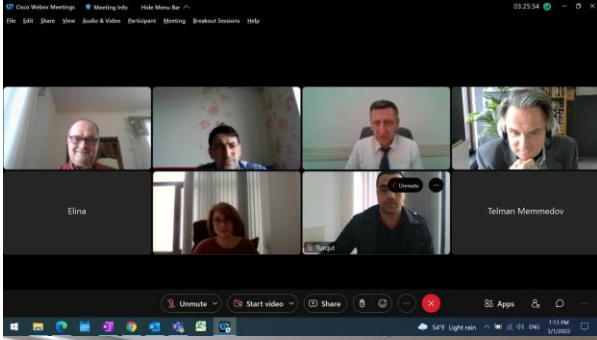 Cisco Webex Meetings Meeting Info Hide Menu Bar 03:25:54
File Edit Share View Audio & Video Participant Meeting Breakout Sessions Help
Unmute
Elina
Telman Memmedov
Turqut
Unmute Start video Share Apps
54°F Light rain ENG 1:13 PM
3/1/2022